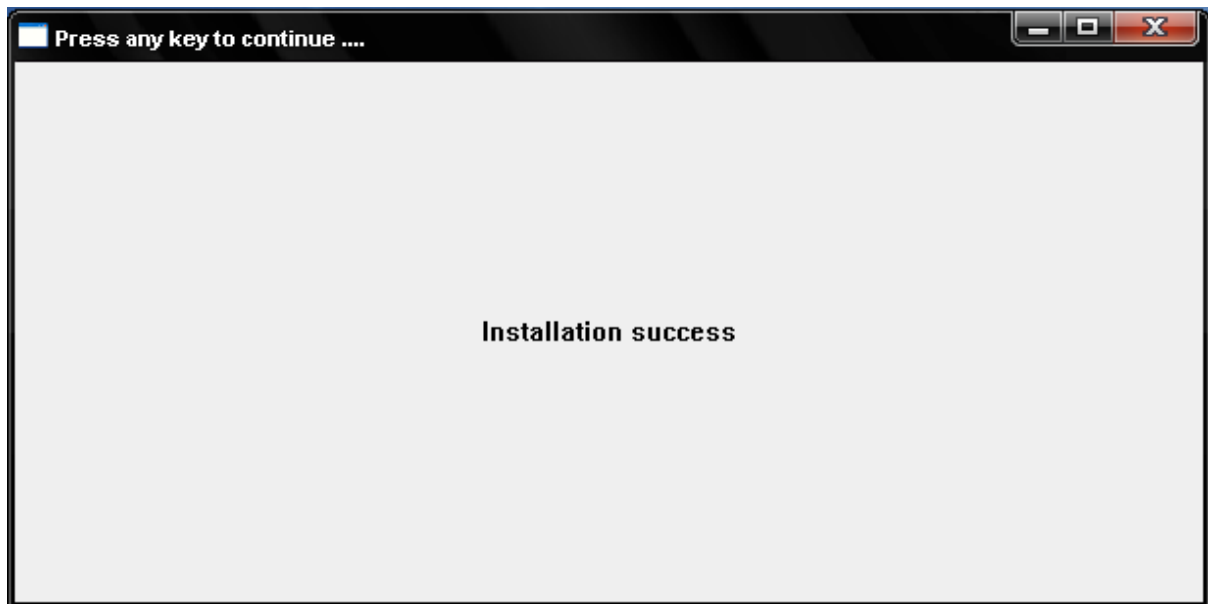 Press any key to continue ....
Installation success